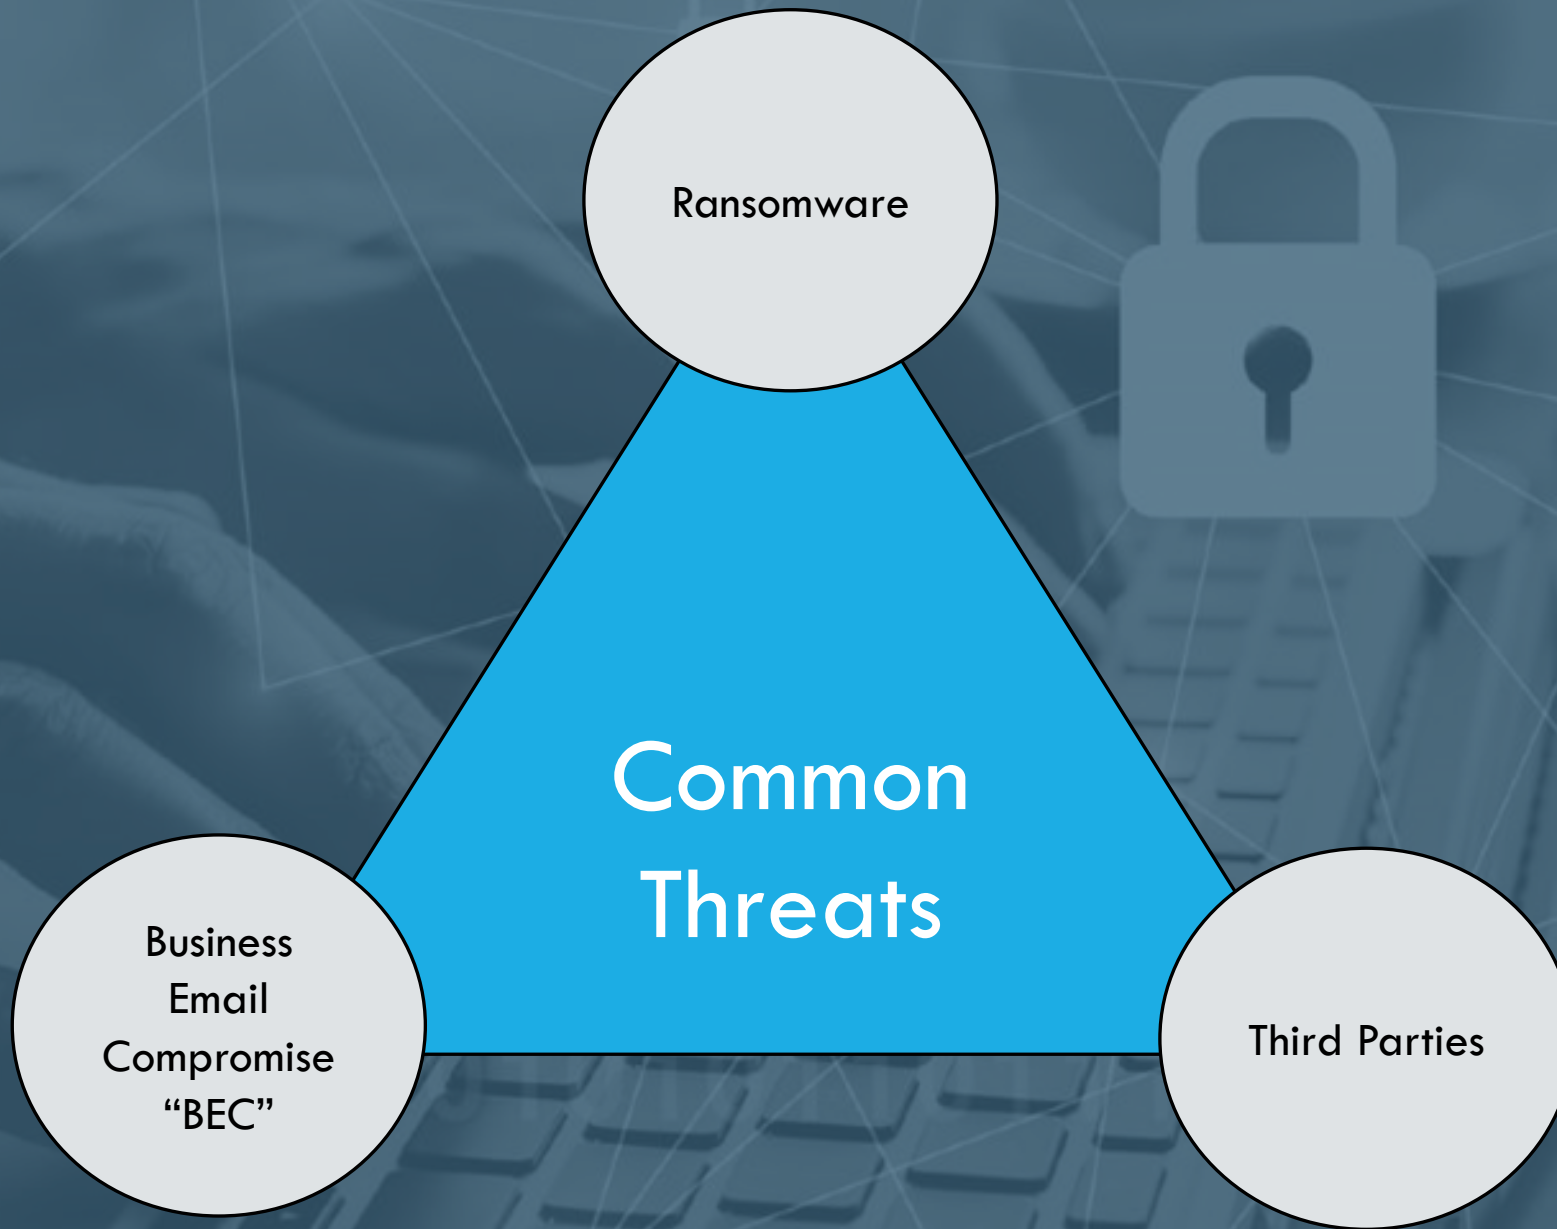 Ransomware
Common
Threats
Business
Email
Compromise
“BEC”
Third Parties